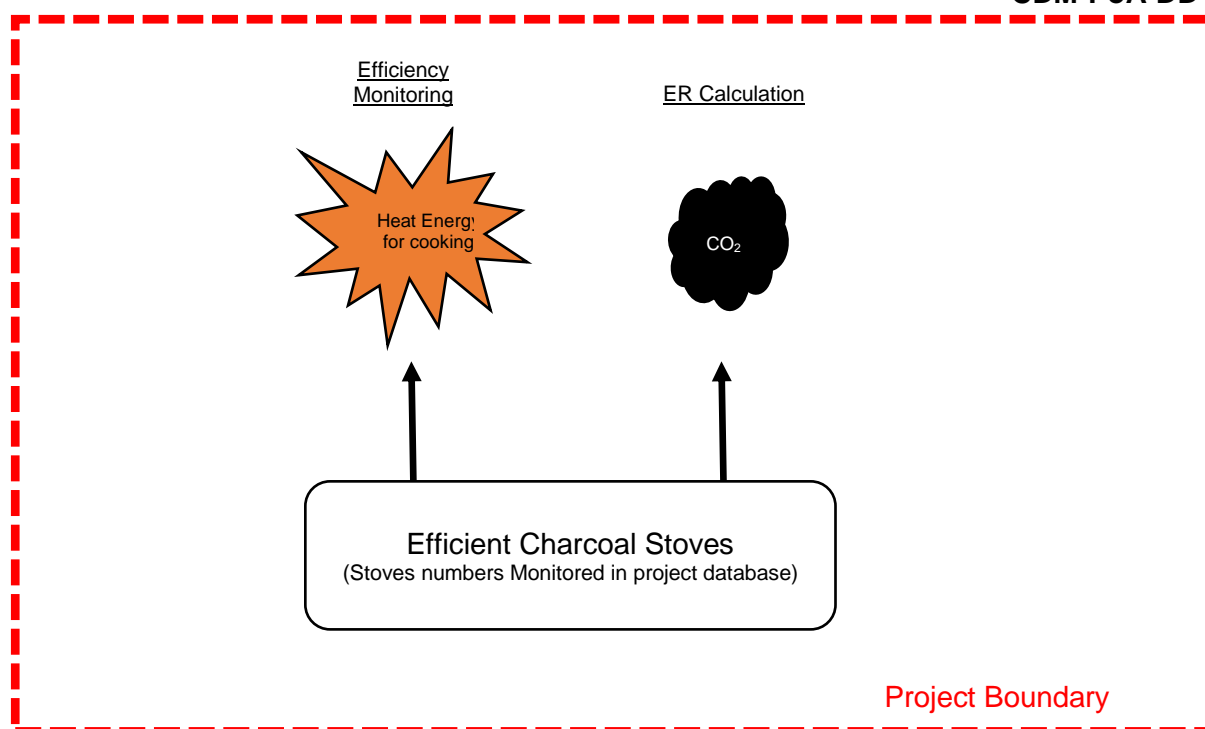 Efficiency
Monitoring
ER Calculation
Heat Energy
for cooking
CO₂
Efficient Charcoal Stoves
(Stoves numbers Monitored in project database)
Project Boundary